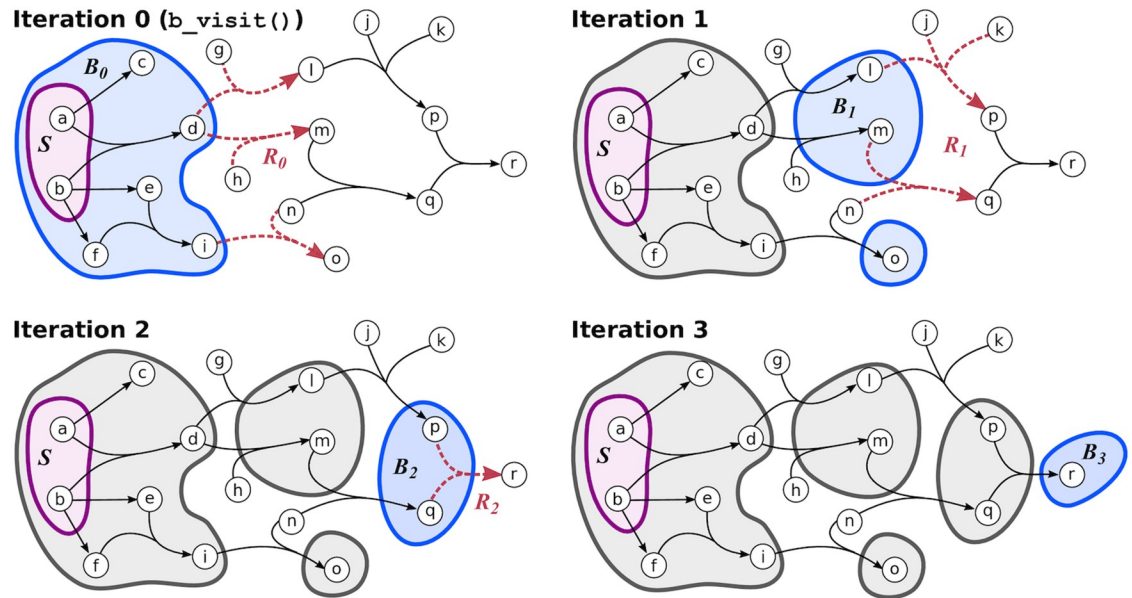 Iteration 0 (b_visit())
B0
S
a
b
c
d
e
f
g
h
i
j
k
l
m
n
o
p
q
r
R0
Iteration 1
B1
S
a
b
c
d
e
f
g
h
i
j
k
l
m
n
o
p
q
r
R1
Iteration 2
B2
S
a
b
c
d
e
f
g
h
i
j
k
l
m
n
o
p
q
r
R2
Iteration 3
B3
S
a
b
c
d
e
f
g
h
i
j
k
l
m
n
o
p
q
r